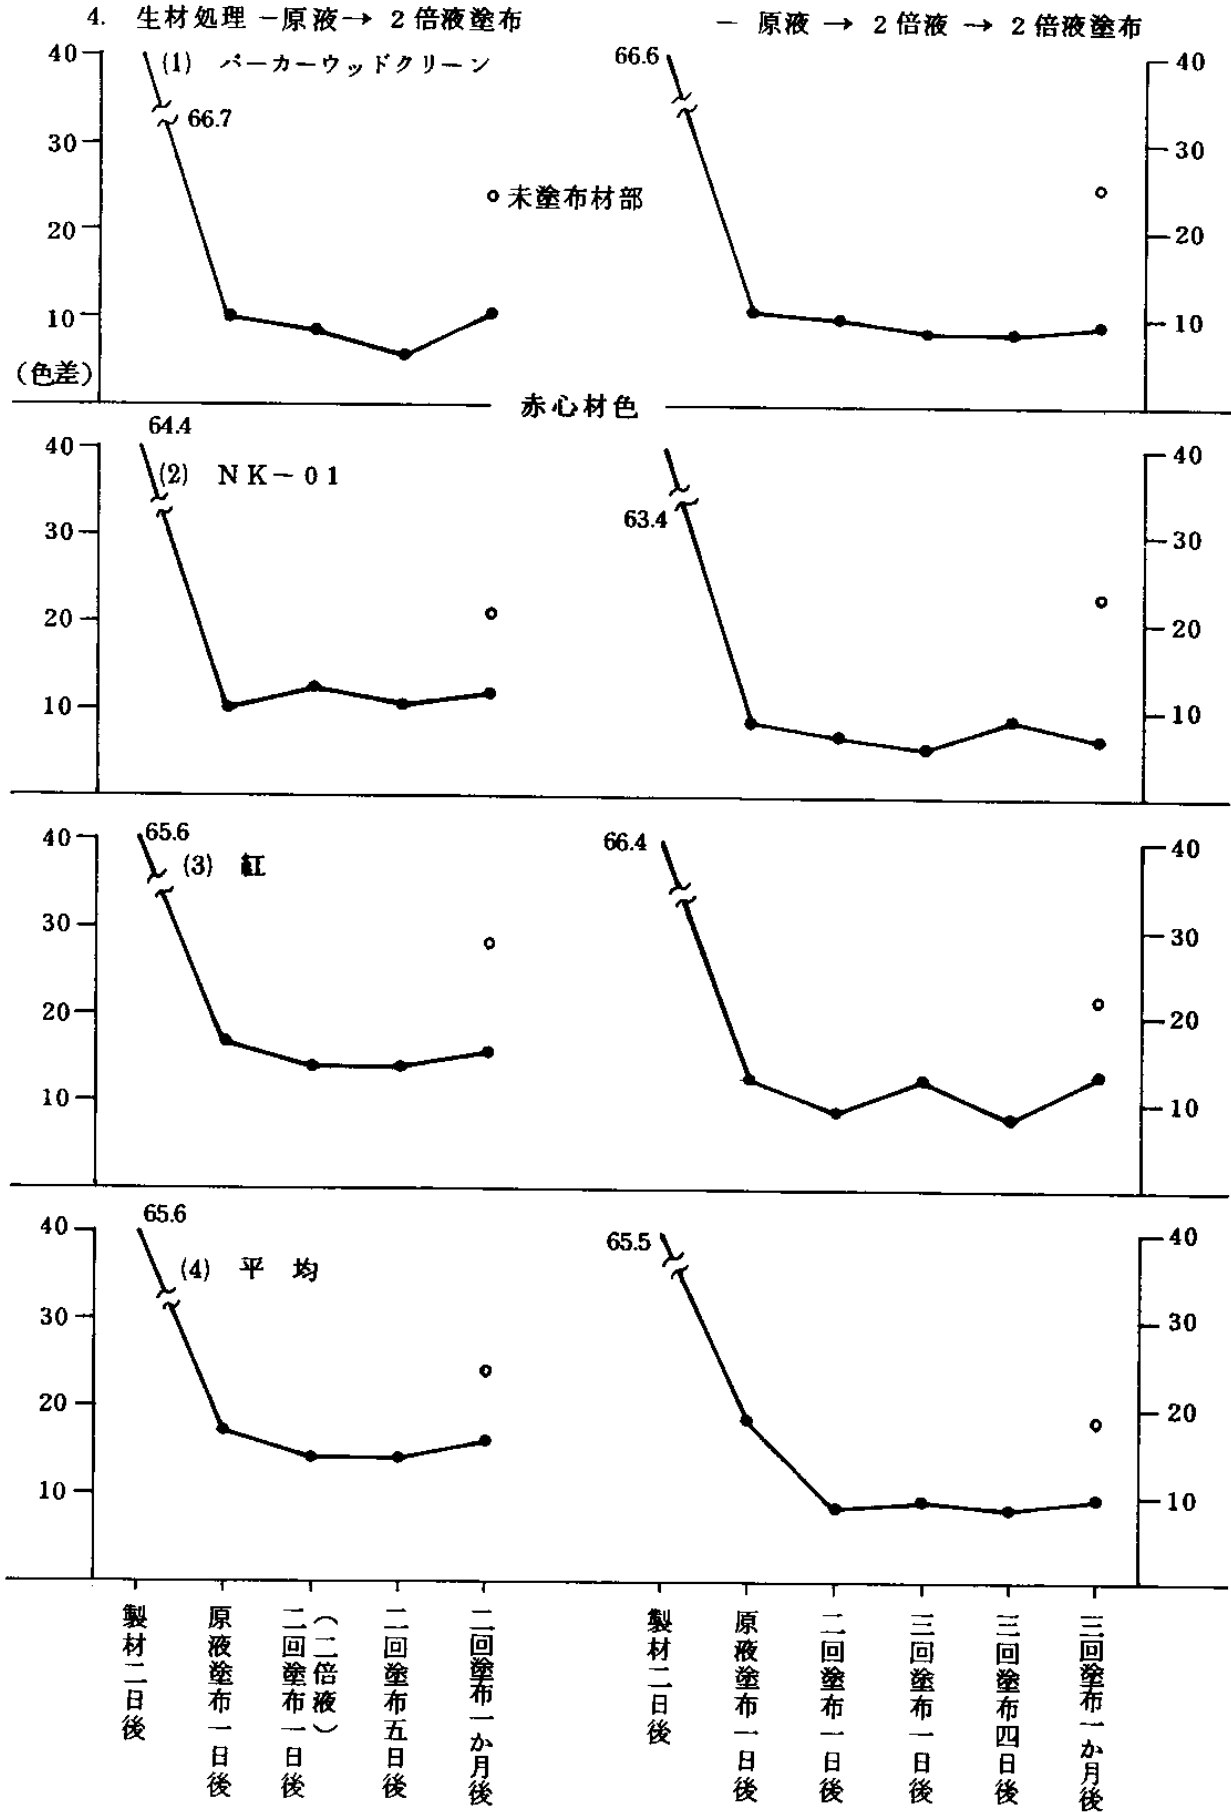 4. 生材処理 －原液→ 2倍液塗布
－ 原液 → 2倍液 → 2倍液塗布
40
(1) パーカーウッドクリーン
66.7
30
20
10
(色差)
未塗布材部
66.6
40
30
20
10
赤心材色
40
64.4
(2) NK－01
30
20
10
63.4
40
30
20
10
40
65.6
(3) 紅
30
20
10
66.4
40
30
20
10
40
65.6
(4) 平均
30
20
10
65.5
40
30
20
10
製材二日後
原液塗布一日後
二回塗布一日後
(二倍液)
二回塗布五日後
二回塗布一か月後
製材二日後
原液塗布一日後
二回塗布一日後
三回塗布一日後
三回塗布四日後
三回塗布一か月後